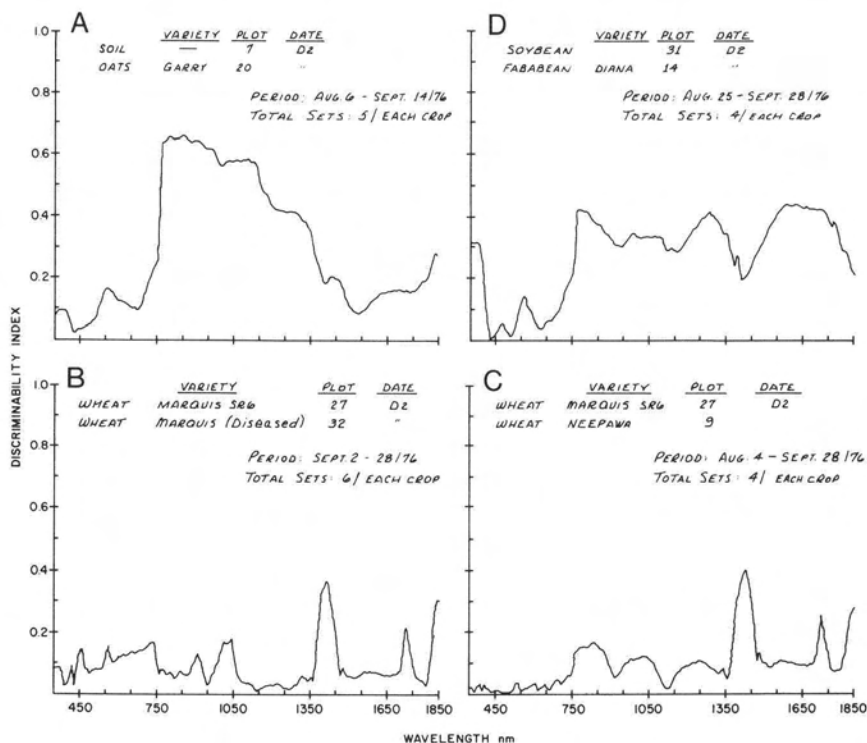 A
VARIETY PLOT DATE
SOIL — 7 D2
OATS GARRY 20 "
PERIOD: AUG. 6 - SEPT. 14/76
TOTAL SETS: 5/ EACH CROP
1.0
0.8
0.6
0.4
0.2
D
VARIETY PLOT DATE
SOYBEAN 31 D2
FABABEAN DIANA 14 "
PERIOD: AUG. 25 - SEPT. 28/76
TOTAL SETS: 4/ EACH CROP
DISCRIMINABILITY INDEX
B
VARIETY PLOT DATE
WHEAT MARQUIS SR6 27 D2
WHEAT MARQUIS (Diseased) 32 "
PERIOD: SEPT. 2 - 28/76
TOTAL SETS: 6/ EACH CROP
1.0
0.8
0.6
0.4
0.2
450 750 1050 1350 1650 1850
C
VARIETY PLOT DATE
WHEAT MARQUIS SR6 27 D2
WHEAT NEEPAWA 9
PERIOD: AUG. 4 - SEPT. 28/76
TOTAL SETS: 4/ EACH CROP
450 750 1050 1350 1650 1850
WAVELENGTH nm